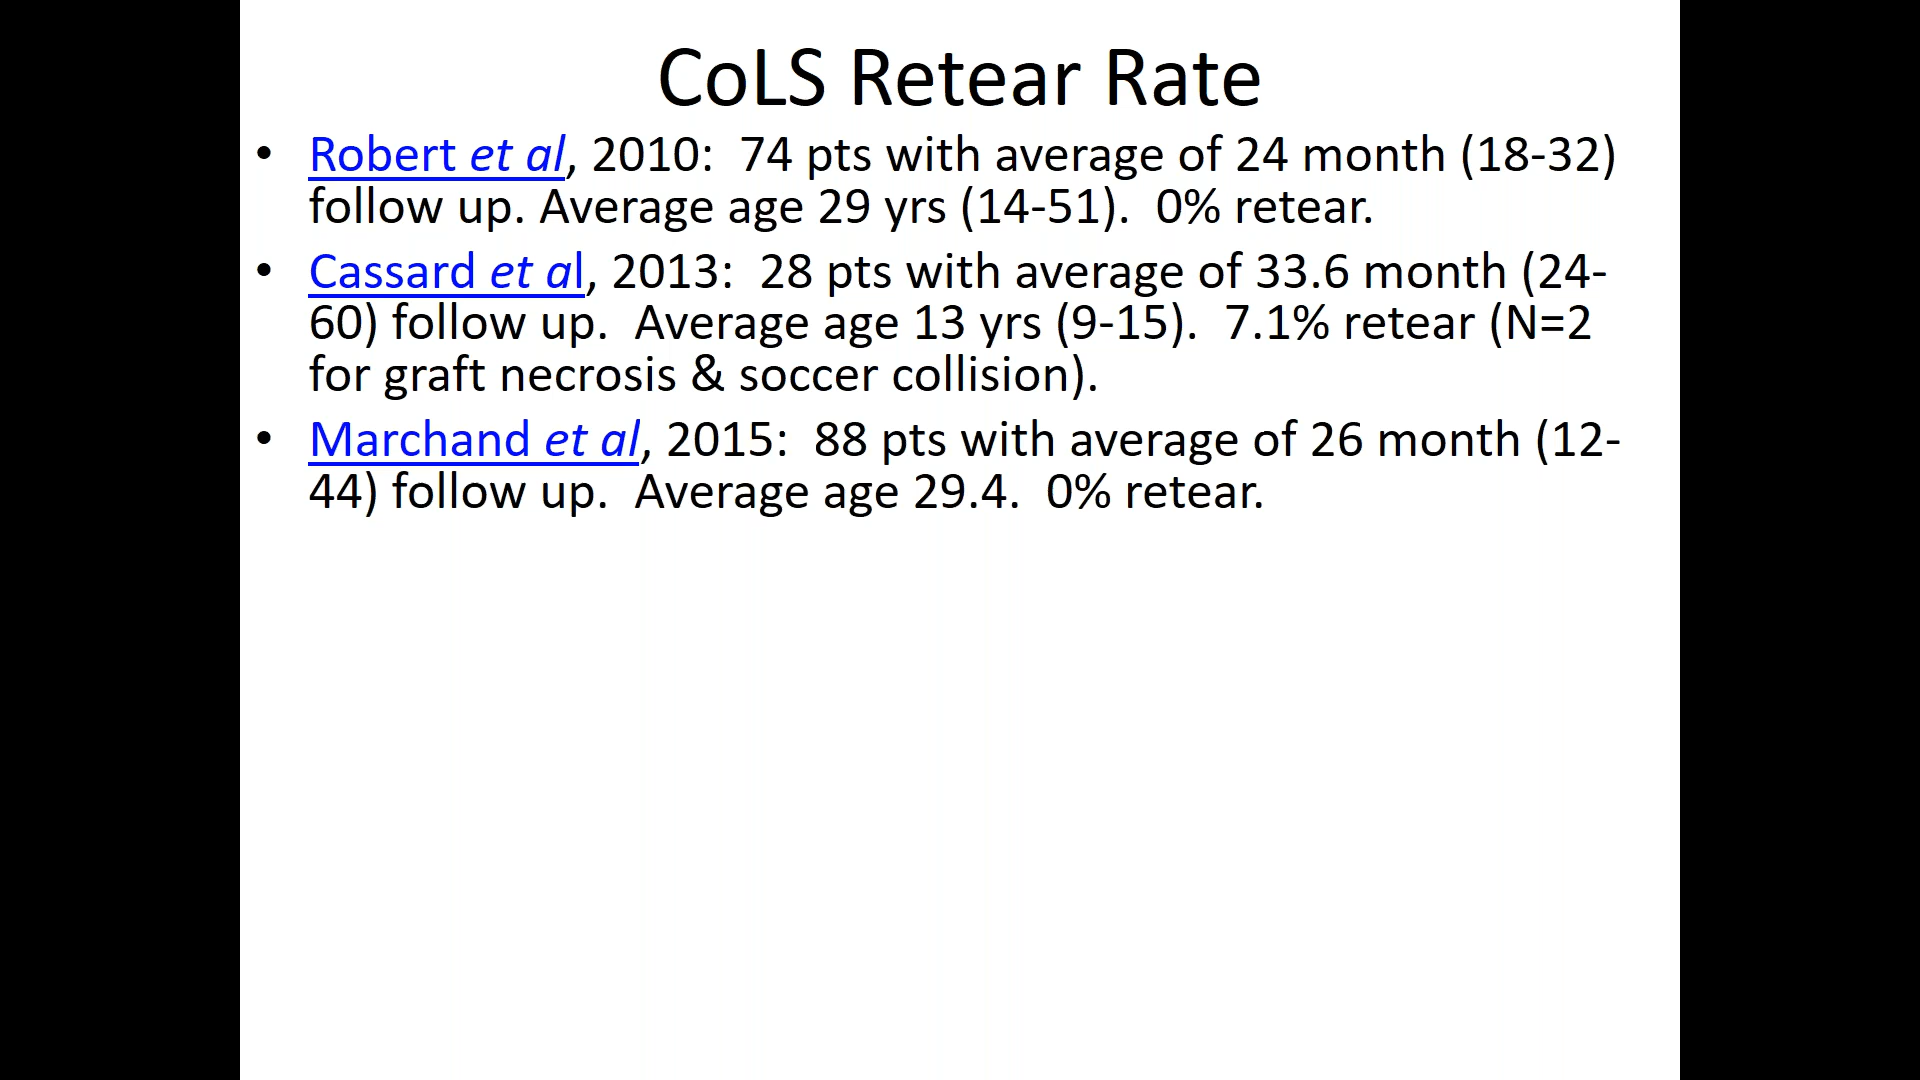 CoLS Retear Rate
• Robert et al, 2010:  74 pts with average of 24 month (18-32)
follow up. Average age 29 yrs (14-51).  0% retear.
• Cassard et al, 2013:  28 pts with average of 33.6 month (24-
60) follow up.  Average age 13 yrs (9-15).  7.1% retear (N=2
for graft necrosis & soccer collision).
• Marchand et al, 2015:  88 pts with average of 26 month (12-
44) follow up.  Average age 29.4.  0% retear.